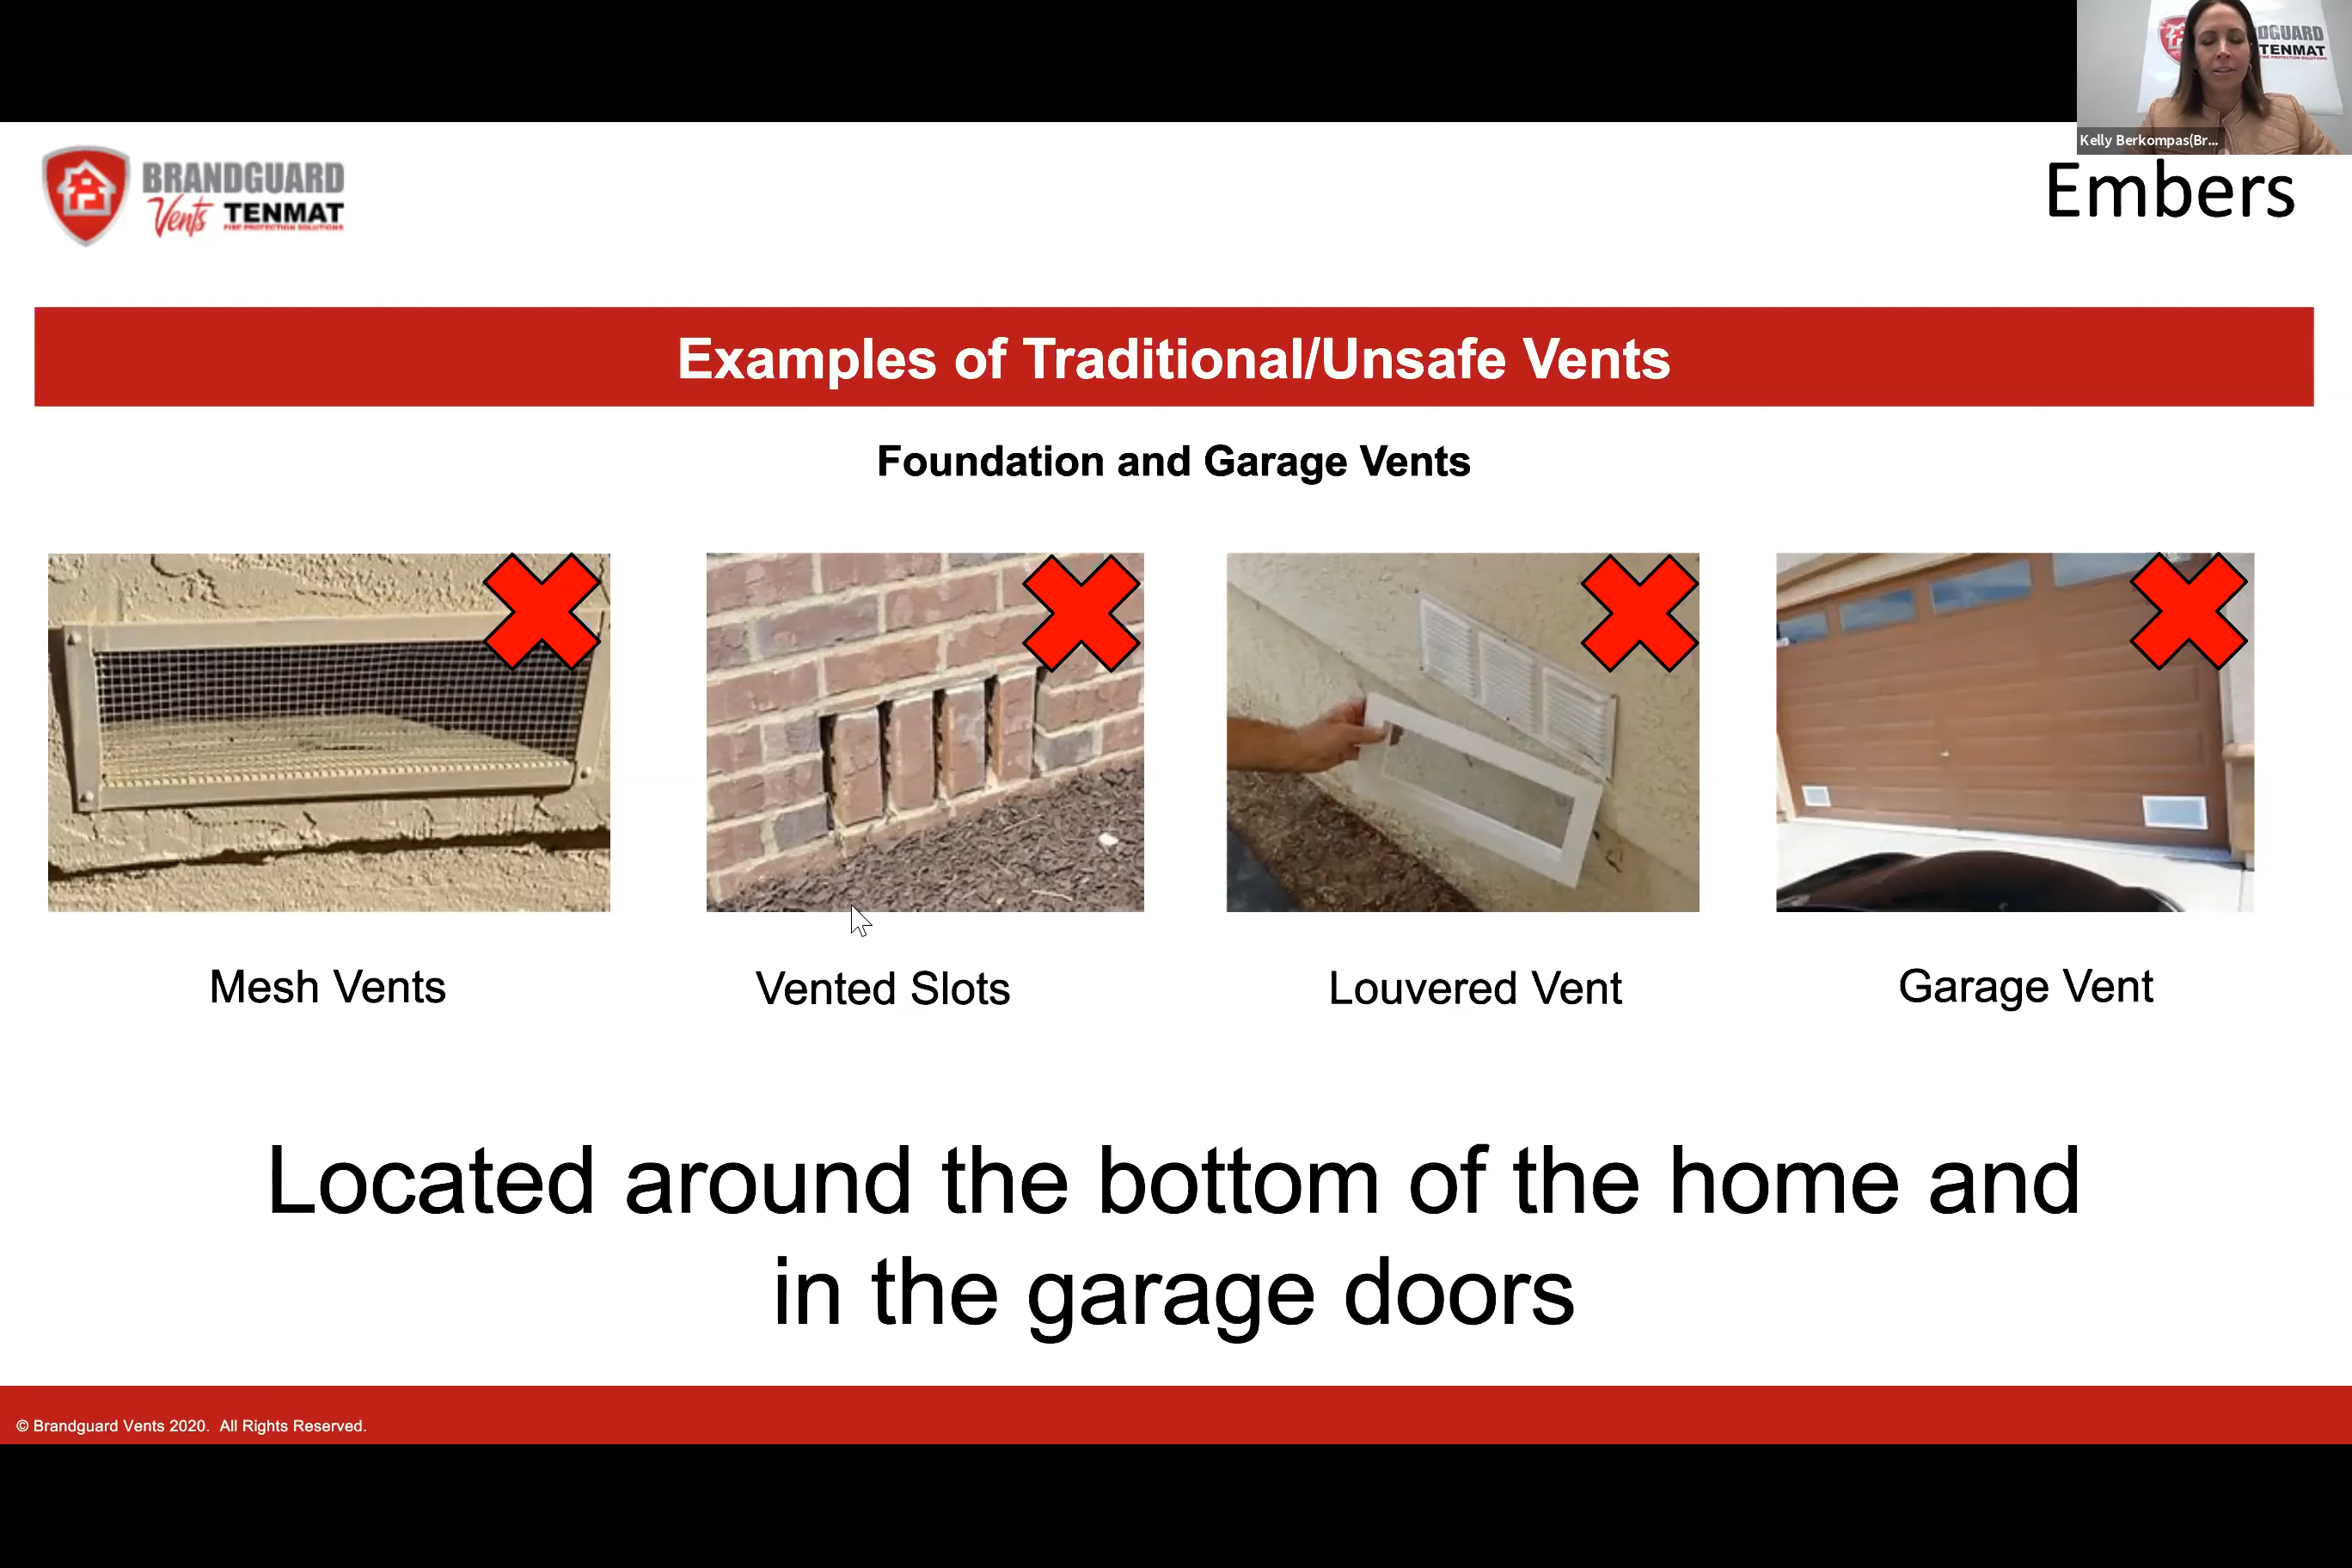 DGUARD
TENMAT
Kelly Berkompas(Br...
BRANDGUARD
Vents TENMAT
FIRE PROTECTION SOLUTIONS
Embers
Examples of Traditional/Unsafe Vents
Foundation and Garage Vents
Mesh Vents
Vented Slots
Louvered Vent
Garage Vent
Located around the bottom of the home and
in the garage doors
© Brandguard Vents 2020. All Rights Reserved.